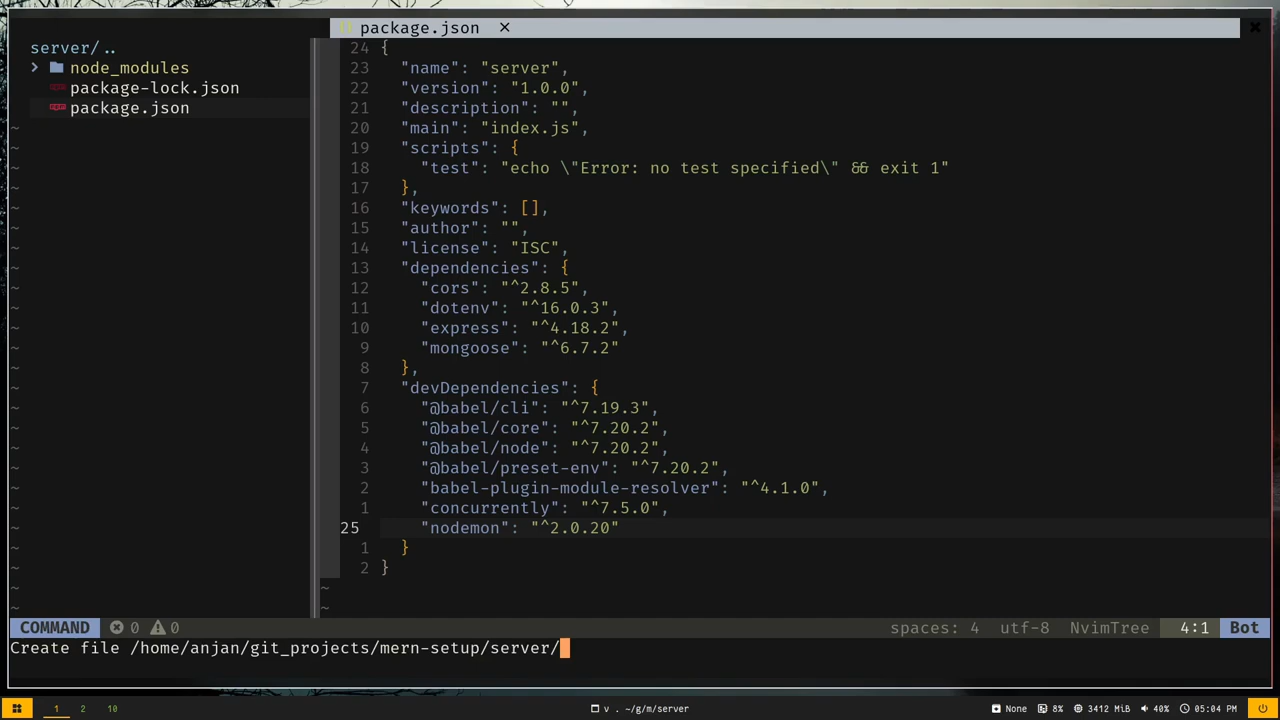 package.json ✕
server/..
node_modules
package-lock.json
package.json
24 {
23 "name": "server",
22 "version": "1.0.0",
21 "description": "",
20 "main": "index.js",
19 "scripts": {
18 "test": "echo \"Error: no test specified\" && exit 1"
17 },
16 "keywords": [],
15 "author": "",
14 "license": "ISC",
13 "dependencies": {
12 "cors": "^2.8.5",
11 "dotenv": "^16.0.3",
10 "express": "^4.18.2",
9 "mongoose": "^6.7.2"
8 },
7 "devDependencies": {
6 "@babel/cli": "^7.19.3",
5 "@babel/core": "^7.20.2",
4 "@babel/node": "^7.20.2",
3 "@babel/preset-env": "^7.20.2",
2 "babel-plugin-module-resolver": "^4.1.0",
1 "concurrently": "^7.5.0",
25 "nodemon": "^2.0.20"
1 }
2 }
COMMAND 0 0 spaces: 4 utf-8 NvimTree 4:1 Bot
Create file /home/anjan/git_projects/mern-setup/server/
1 2 10 v . ~/g/m/server None 8% 3412 MiB 40% 05:04 PM